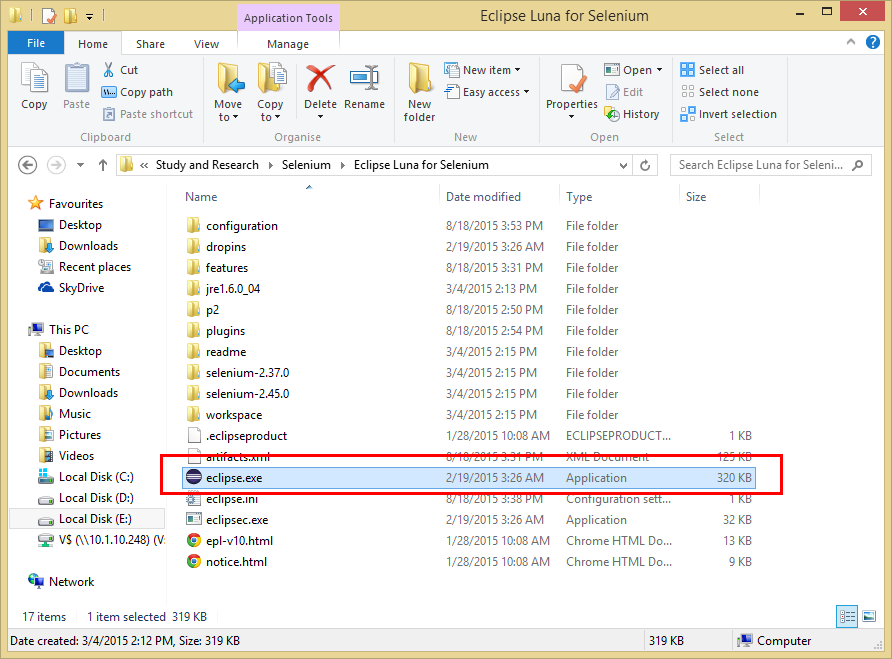 Application Tools
Eclipse Luna for Selenium
File Home Share View Manage
Copy
Paste
Cut
Copy path
Paste shortcut
Clipboard
Move to
Copy to
Delete
Rename
Organise
New folder
New item
Easy access
New
Properties
Open
Edit
History
Open
Select all
Select none
Invert selection
Select
« Study and Research Selenium Eclipse Luna for Selenium
Search Eclipse Luna for Seleni...
Favourites
Desktop
Downloads
Recent places
SkyDrive
This PC
Desktop
Documents
Downloads
Music
Pictures
Videos
Local Disk (C:)
Local Disk (D:)
Local Disk (E:)
V$ (\\10.1.10.248) (V:
Network
Name Date modified Type Size
configuration 8/18/2015 3:53 PM File folder
dropins 2/19/2015 3:26 AM File folder
features 8/18/2015 3:31 PM File folder
jre1.6.0_04 3/4/2015 2:13 PM File folder
p2 8/18/2015 2:50 PM File folder
plugins 8/18/2015 2:54 PM File folder
readme 3/4/2015 2:15 PM File folder
selenium-2.37.0 3/4/2015 2:15 PM File folder
selenium-2.45.0 3/4/2015 2:15 PM File folder
workspace 3/4/2015 2:15 PM File folder
.eclipseproduct 1/28/2015 10:08 AM ECLIPSEPRODUCT... 1 KB
artifacts.xml 8/18/2015 3:31 PM XML Document 125 KB
eclipse.exe 2/19/2015 3:26 AM Application 320 KB
eclipse.ini 8/18/2015 3:38 PM Configuration sett... 1 KB
eclipsec.exe 2/19/2015 3:26 AM Application 32 KB
epl-v10.html 1/28/2015 10:08 AM Chrome HTML Do... 13 KB
notice.html 1/28/2015 10:08 AM Chrome HTML Do... 9 KB
17 items 1 item selected 319 KB
Date created: 3/4/2015 2:12 PM, Size: 319 KB 319 KB Computer